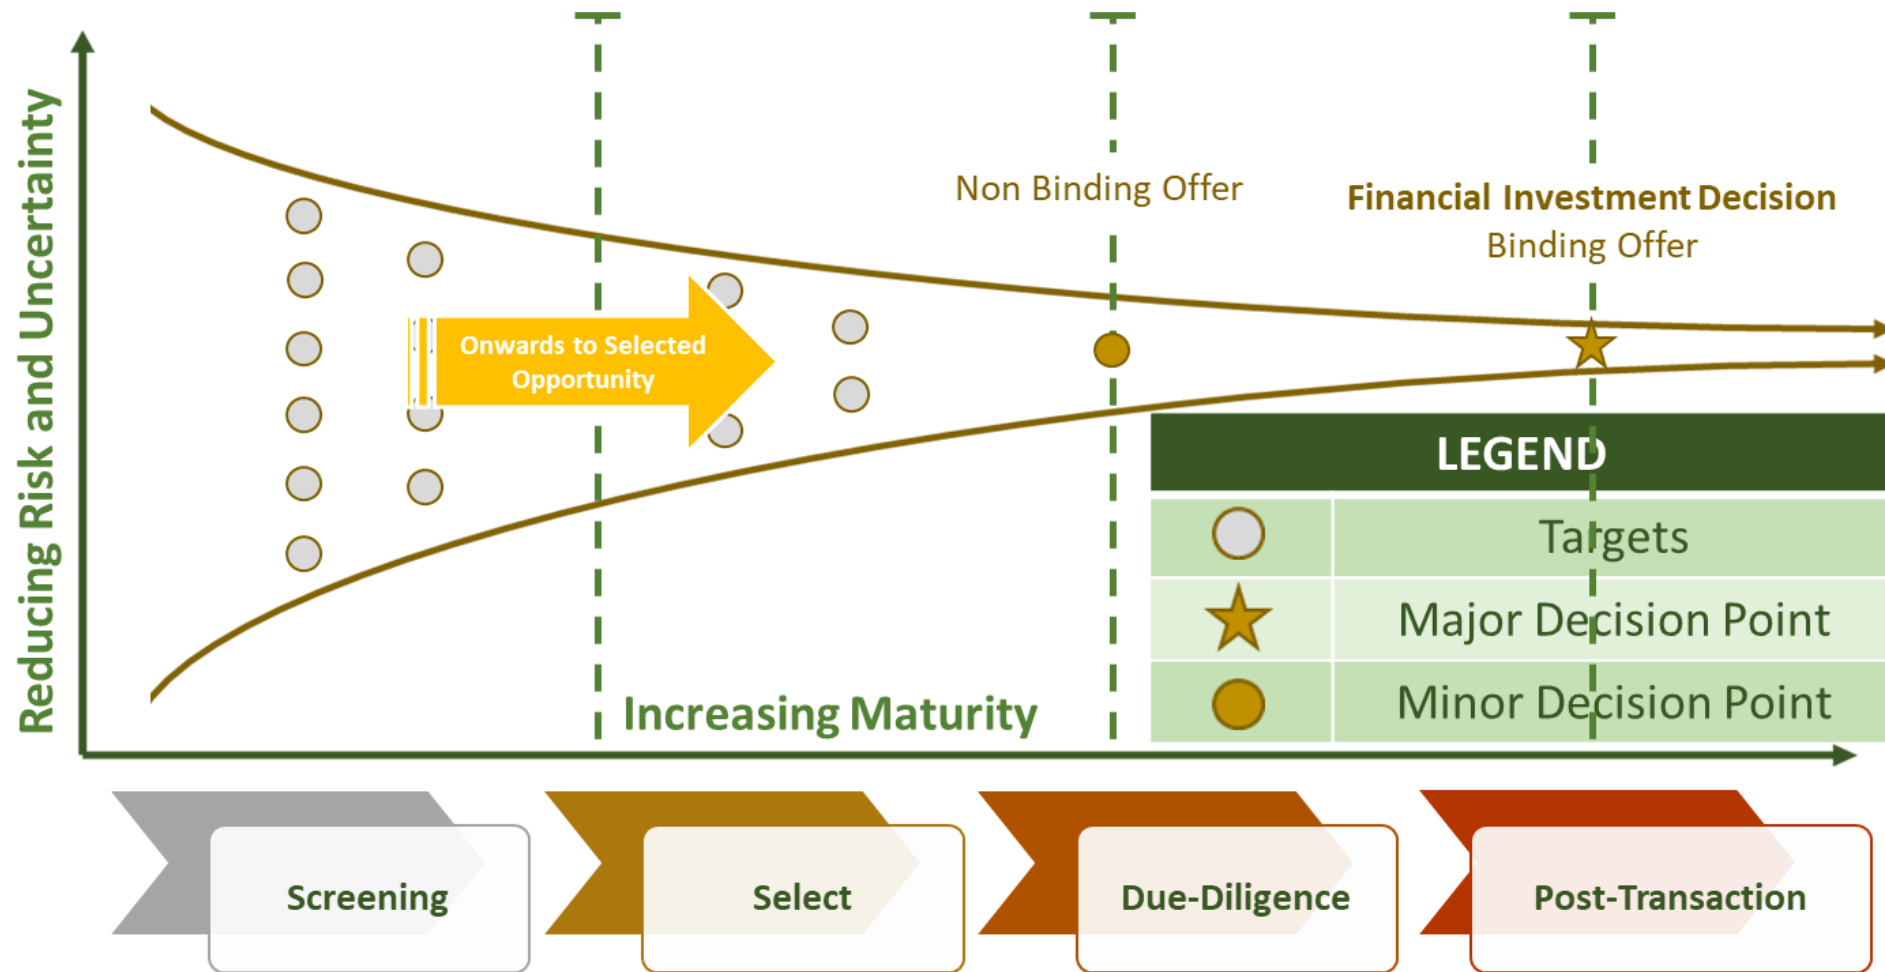 Reducing Risk and Uncertainty
Non Binding Offer
Financial Investment Decision
Binding Offer
Onwards to Selected
Opportunity
LEGEND
Targets
Major Decision Point
Minor Decision Point
Increasing Maturity
Screening
Select
Due-Diligence
Post-Transaction